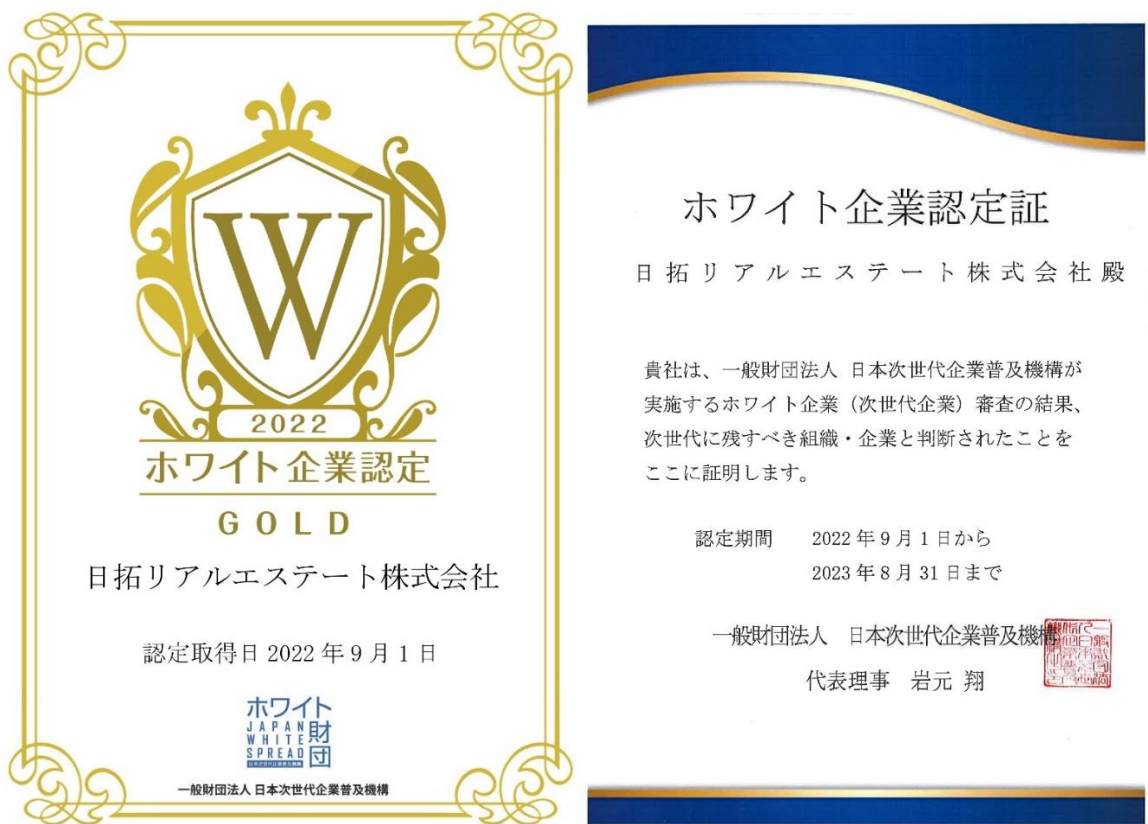 W
2022
ホワイト企業認定
GOLD
日拓リアルエステート株式会社
認定取得日 2022年9月1日
ホワイト財団
JAPAN
WHITE
SPREAD
日本次世代企業普及機構
一般財団法人 日本次世代企業普及機構
ホワイト企業認定証
日拓リアルエステート株式会社殿
貴社は、一般財団法人 日本次世代企業普及機構が
実施するホワイト企業（次世代企業）審査の結果、
次世代に残すべき組織・企業と判断されたことを
ここに証明します。
認定期間 2022年9月1日から
2023年8月31日まで
一般財団法人 日本次世代企業普及機構
代表理事 岩元 翔